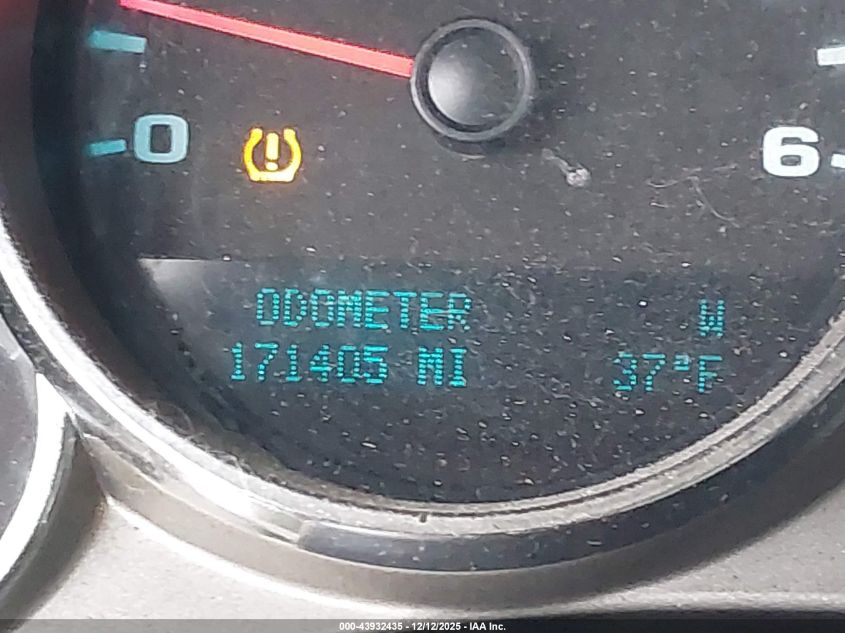 0
6
ODOMETER W
171405 MI 37°F
000-43932435 - 12/12/2025 - IAA Inc.